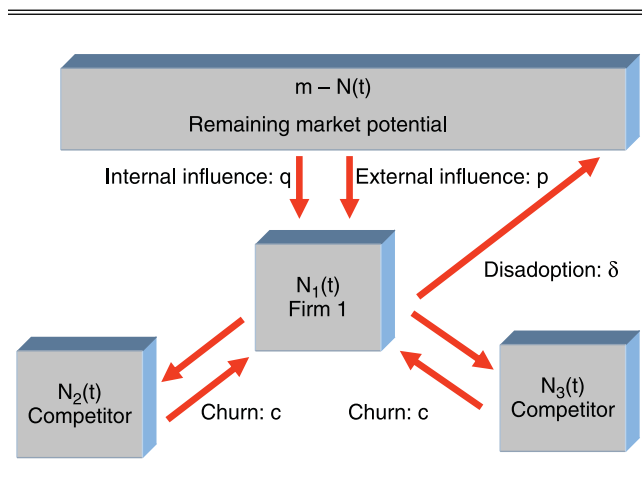 m – N(t)
Remaining market potential
Internal influence: q
External influence: p
Disadoption: δ
N₁(t)
Firm 1
N₂(t)
Competitor
Churn: c
Churn: c
N₃(t)
Competitor